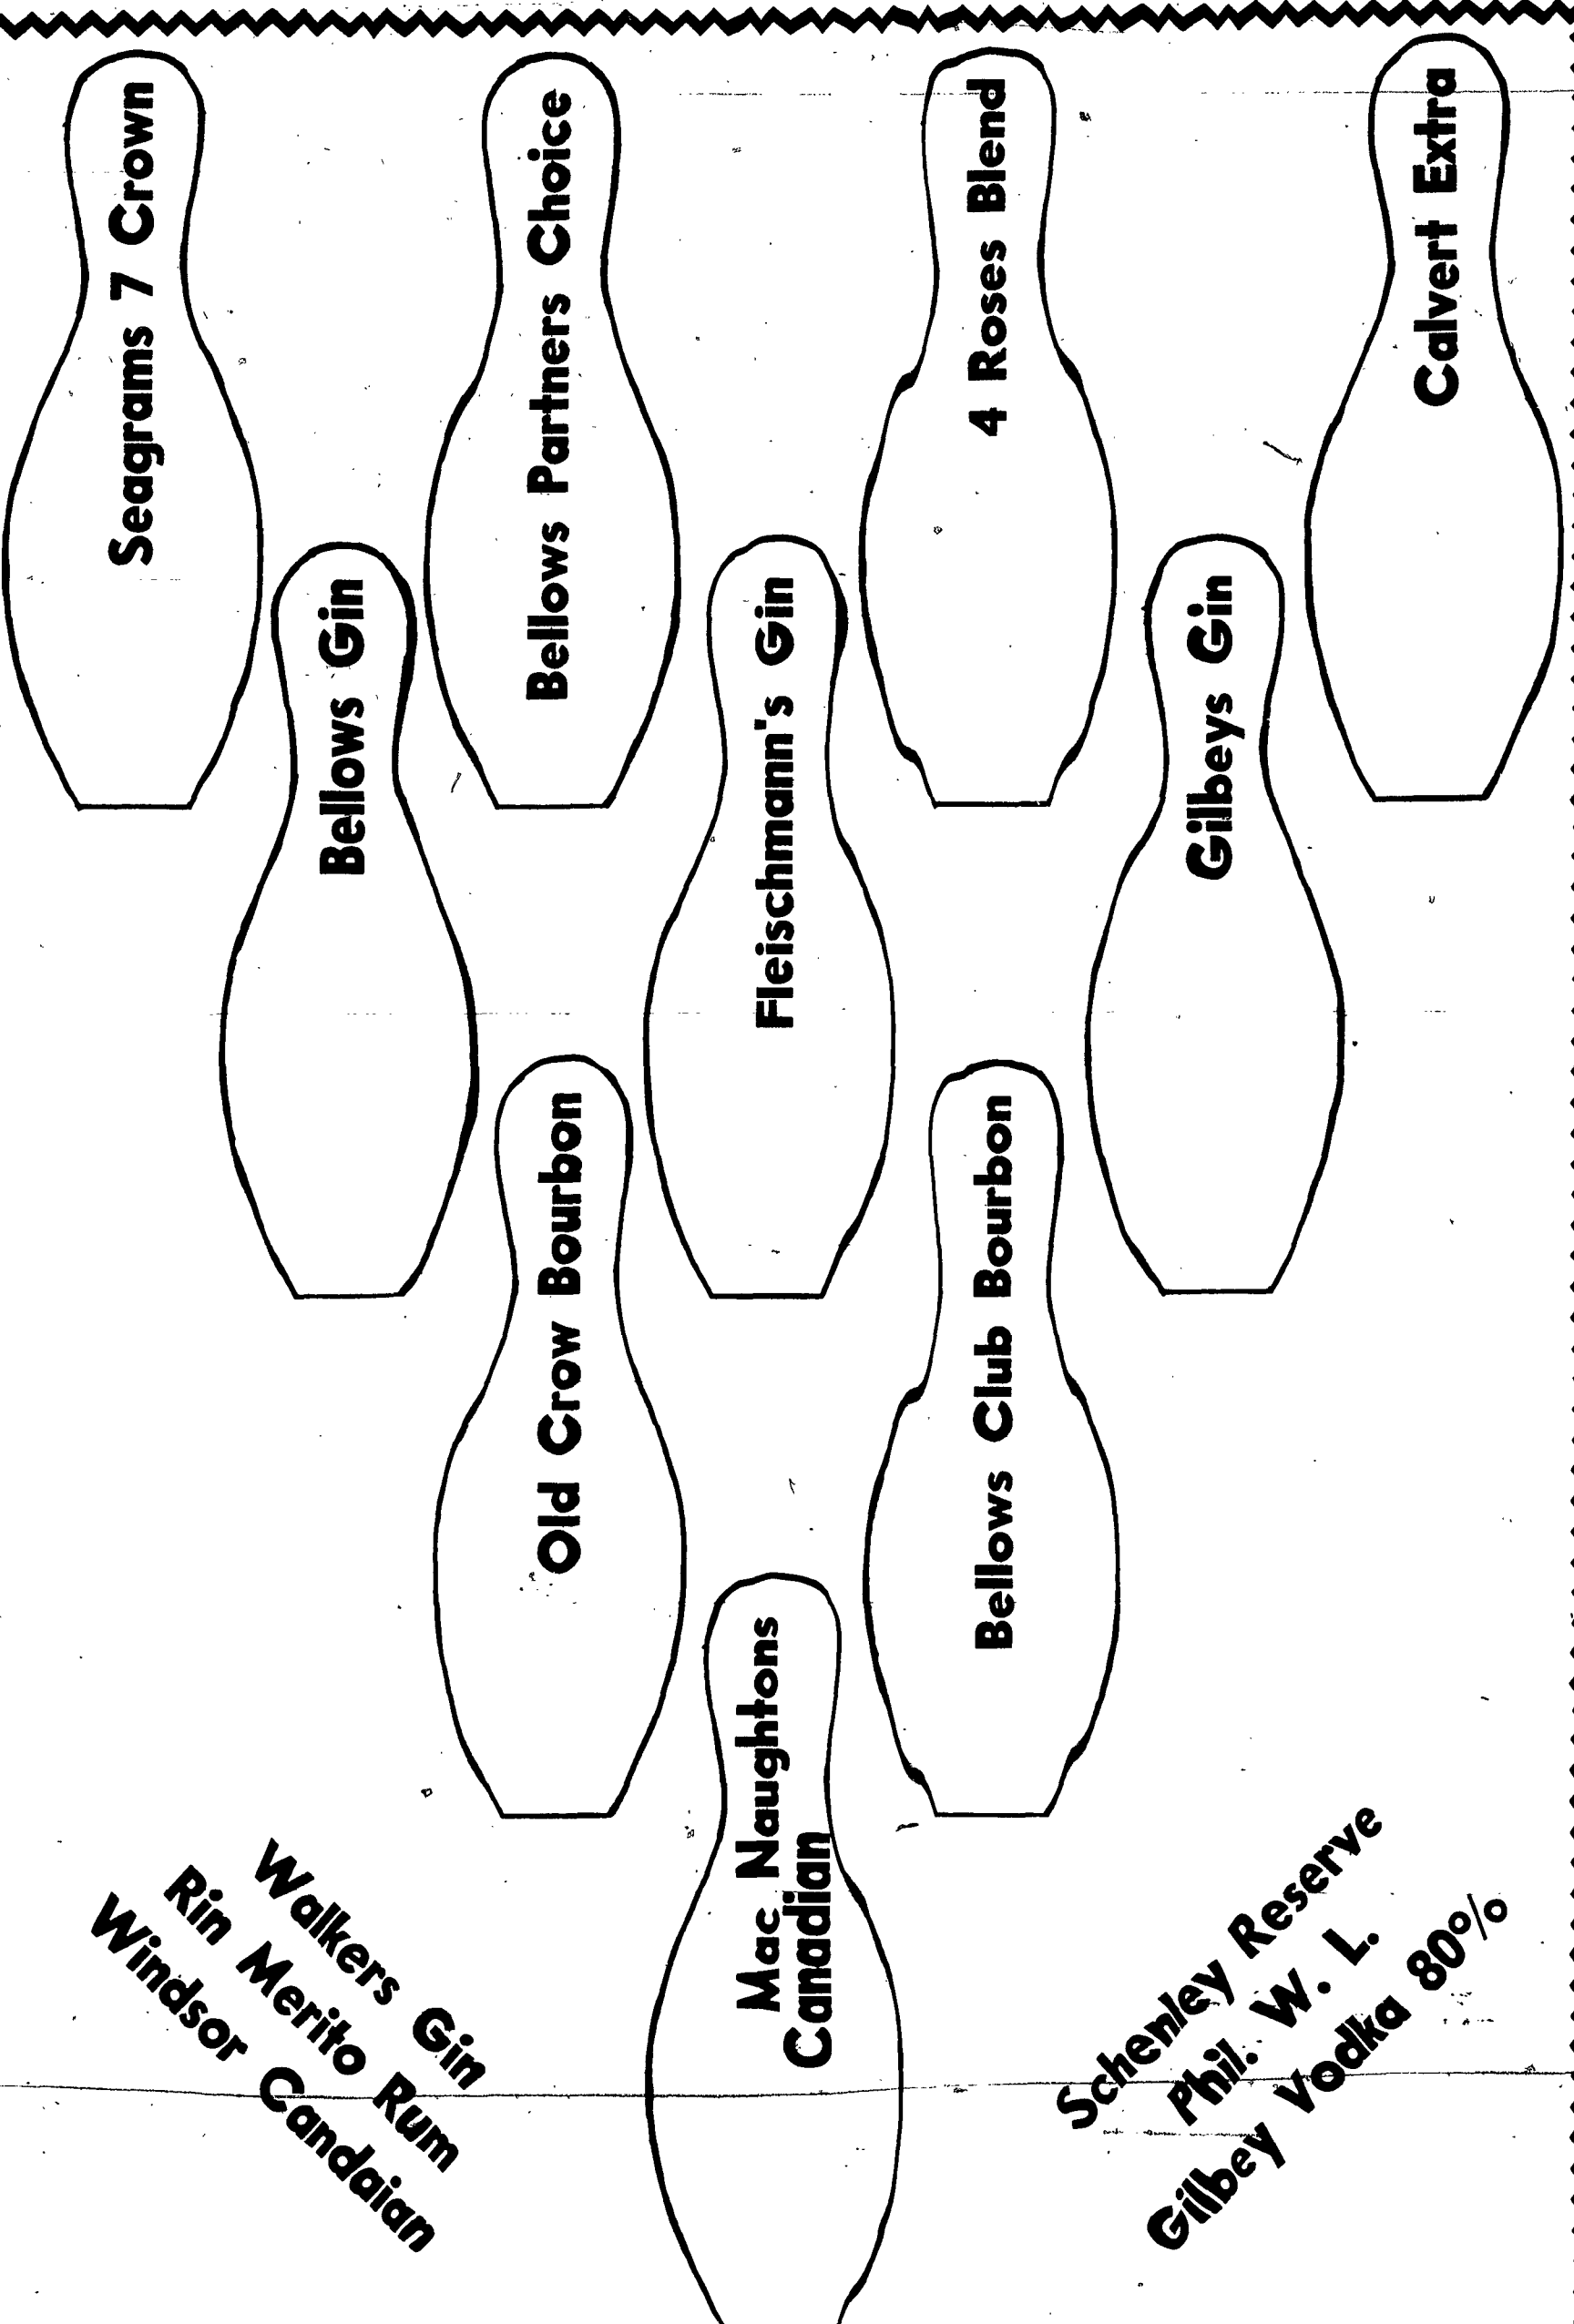 Seagrams 7 Crown
Bellows Partners Choice
4 Roses Blend
Calvert Extra
Bellows Gin
Fleischmann's Gin
Gilbeys Gin
Old Crow Bourbon
Bellows Club Bourbon
Mac Naughtons
Canadian
Walkers Gin
Rin Merito Rum
Windsor Candaian
Schenley Reserve
Phil. W. L.
Gilbey Vodka 80%